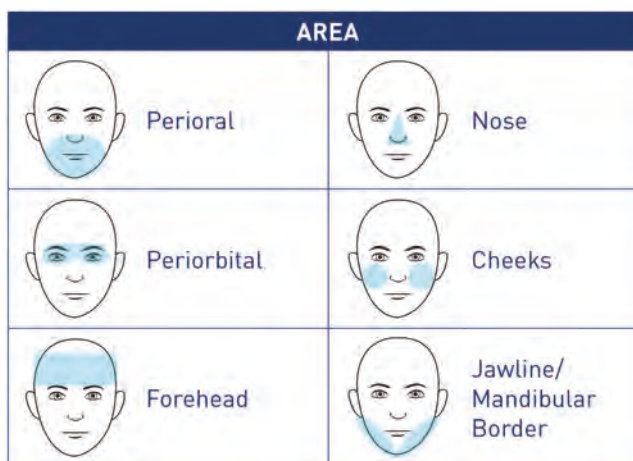 AREA
Perioral
Nose
Periorbital
Cheeks
Forehead
Jawline/
Mandibular
Border